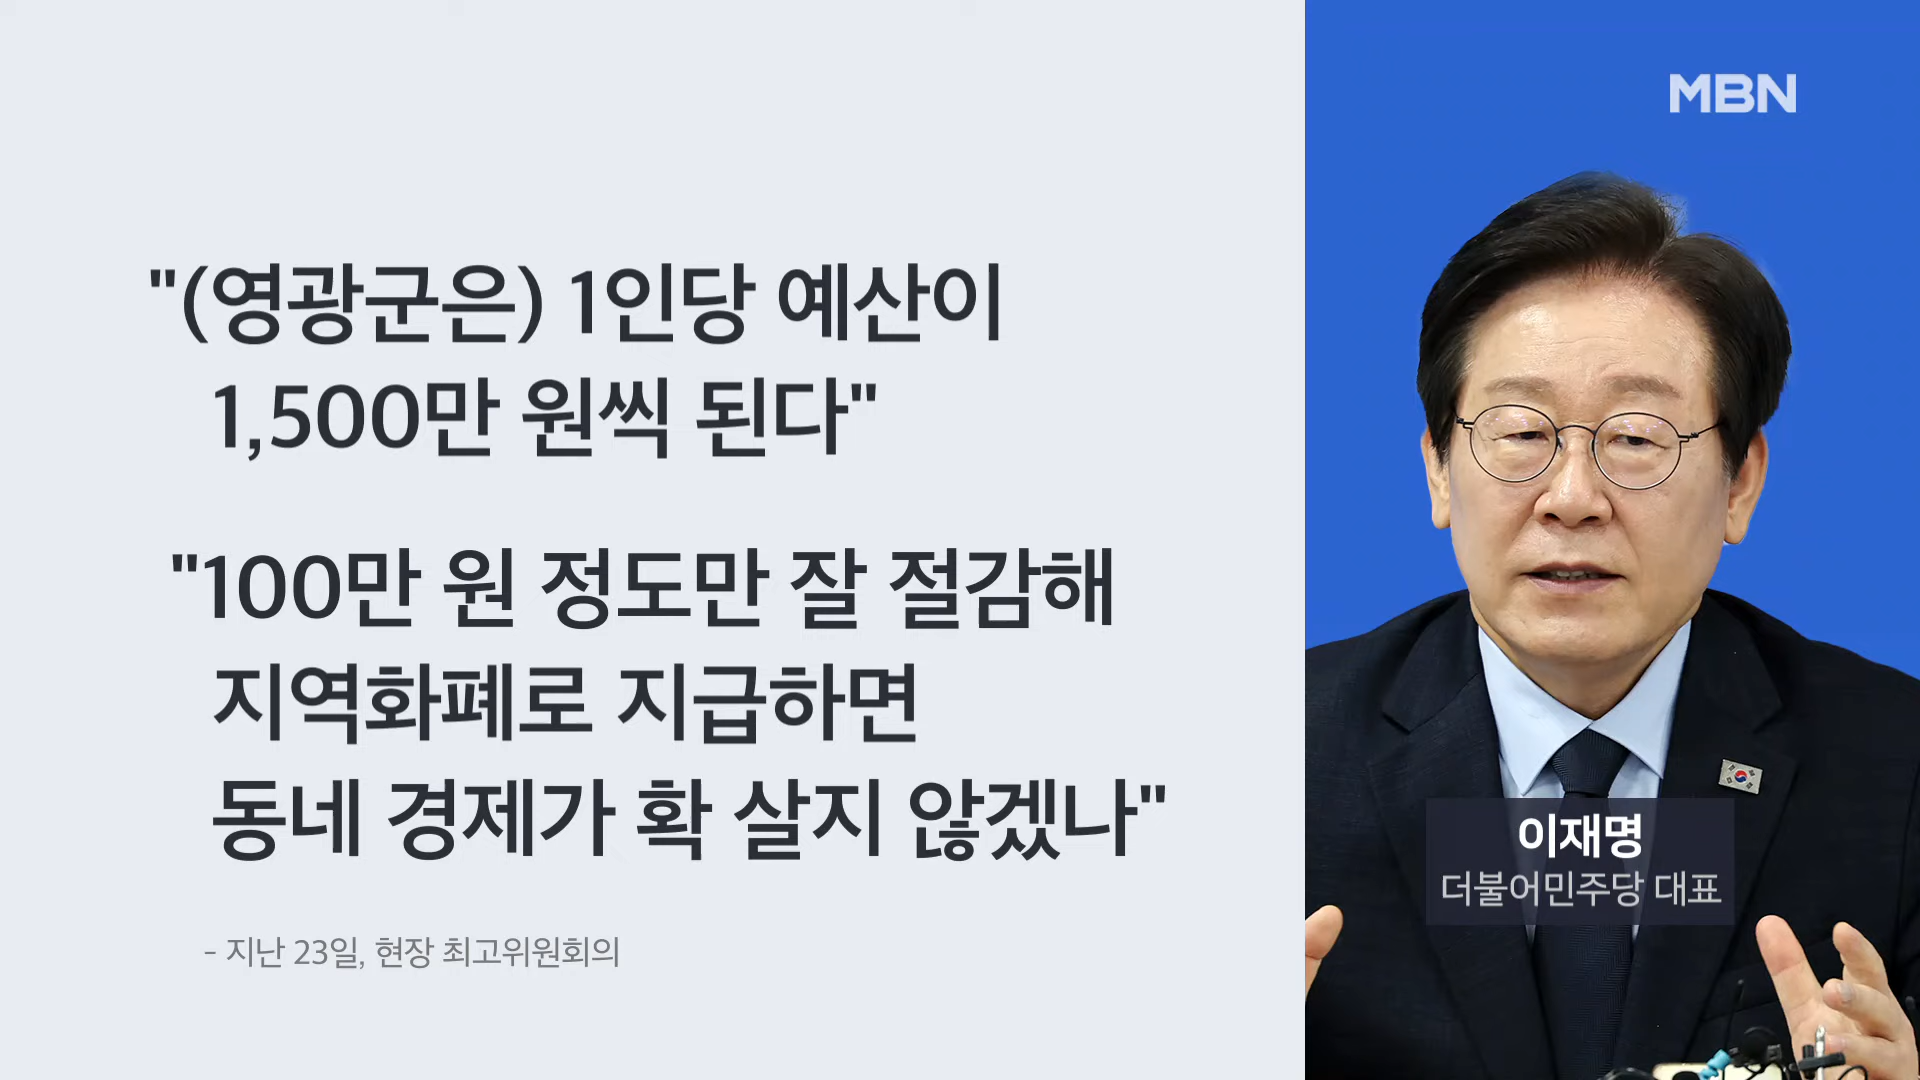 "(영광군은) 1인당 예산이
1,500만 원씩 된다"
"100만 원 정도만 잘 절감해
지역화폐로 지급하면
동네 경제가 확 살지 않겠나"
- 지난 23일, 현장 최고위원회의
MBN
이재명
더불어민주당 대표